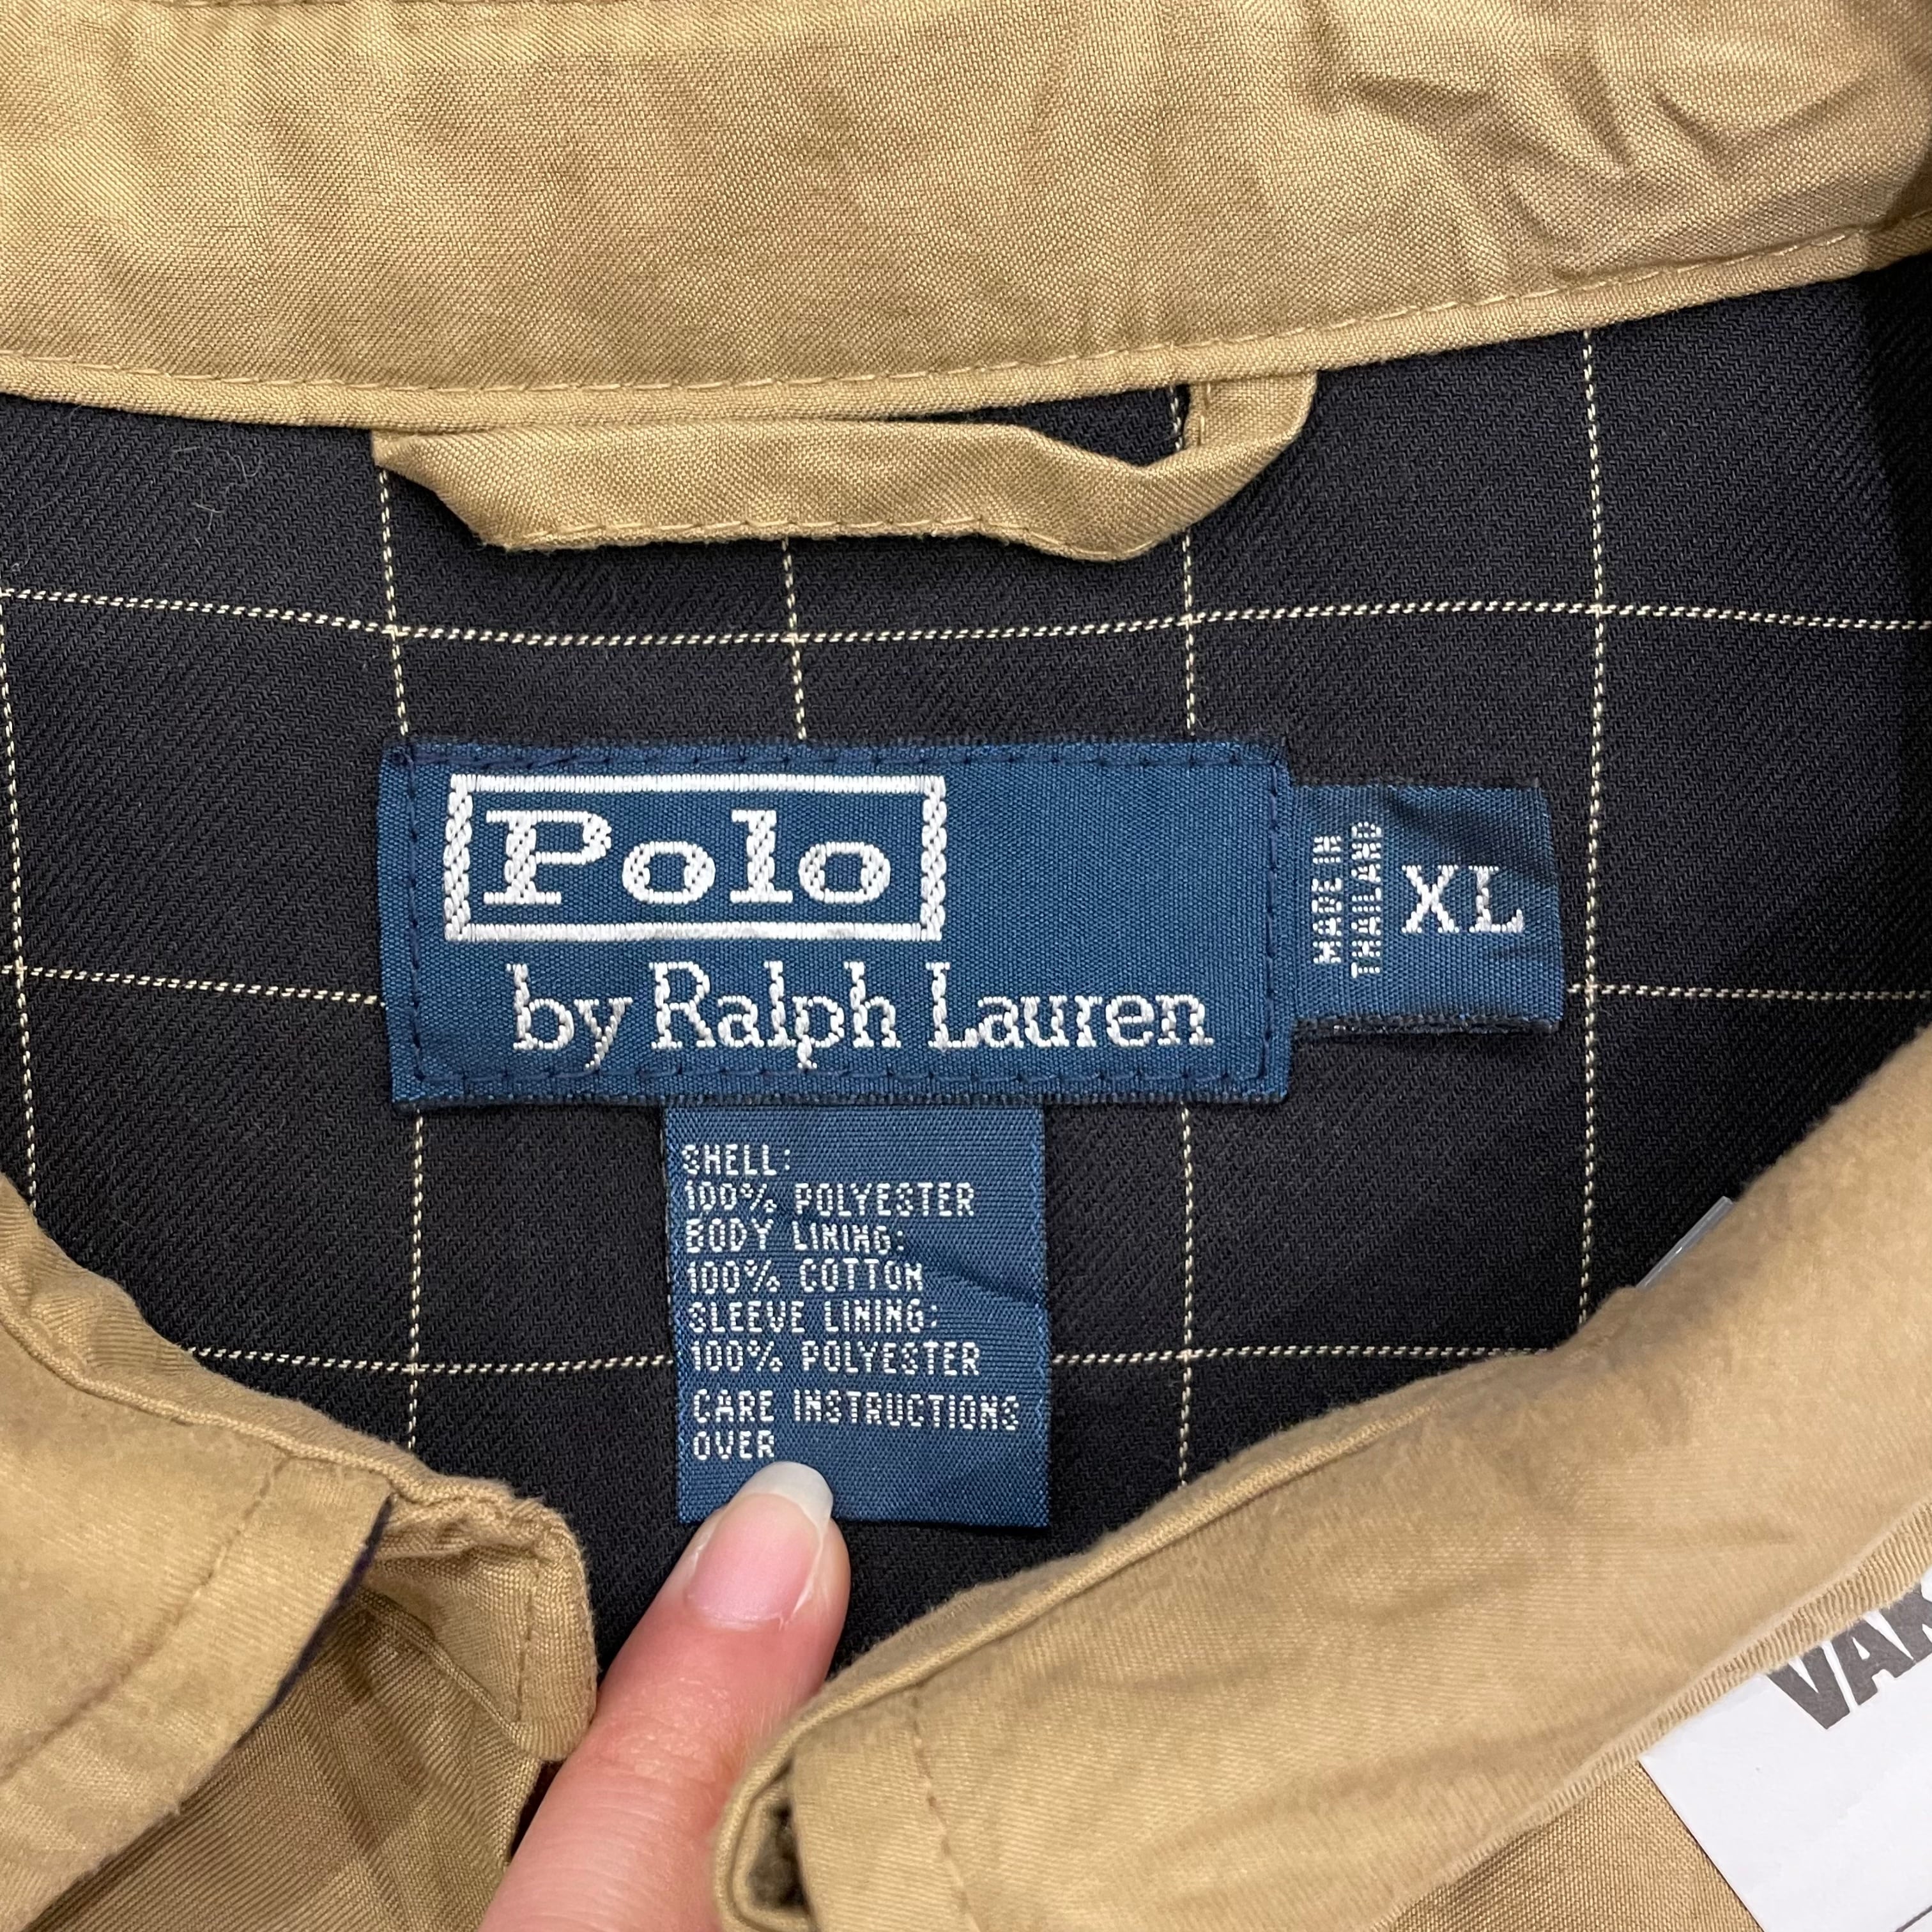 Polo
by Ralph Lauren
MADE IN
THAILAND
XL
SHELL:
100% POLYESTER
BODY LINING:
100% COTTON
SLEEVE LINING:
100% POLYESTER
CARE INSTRUCTIONS
OVER